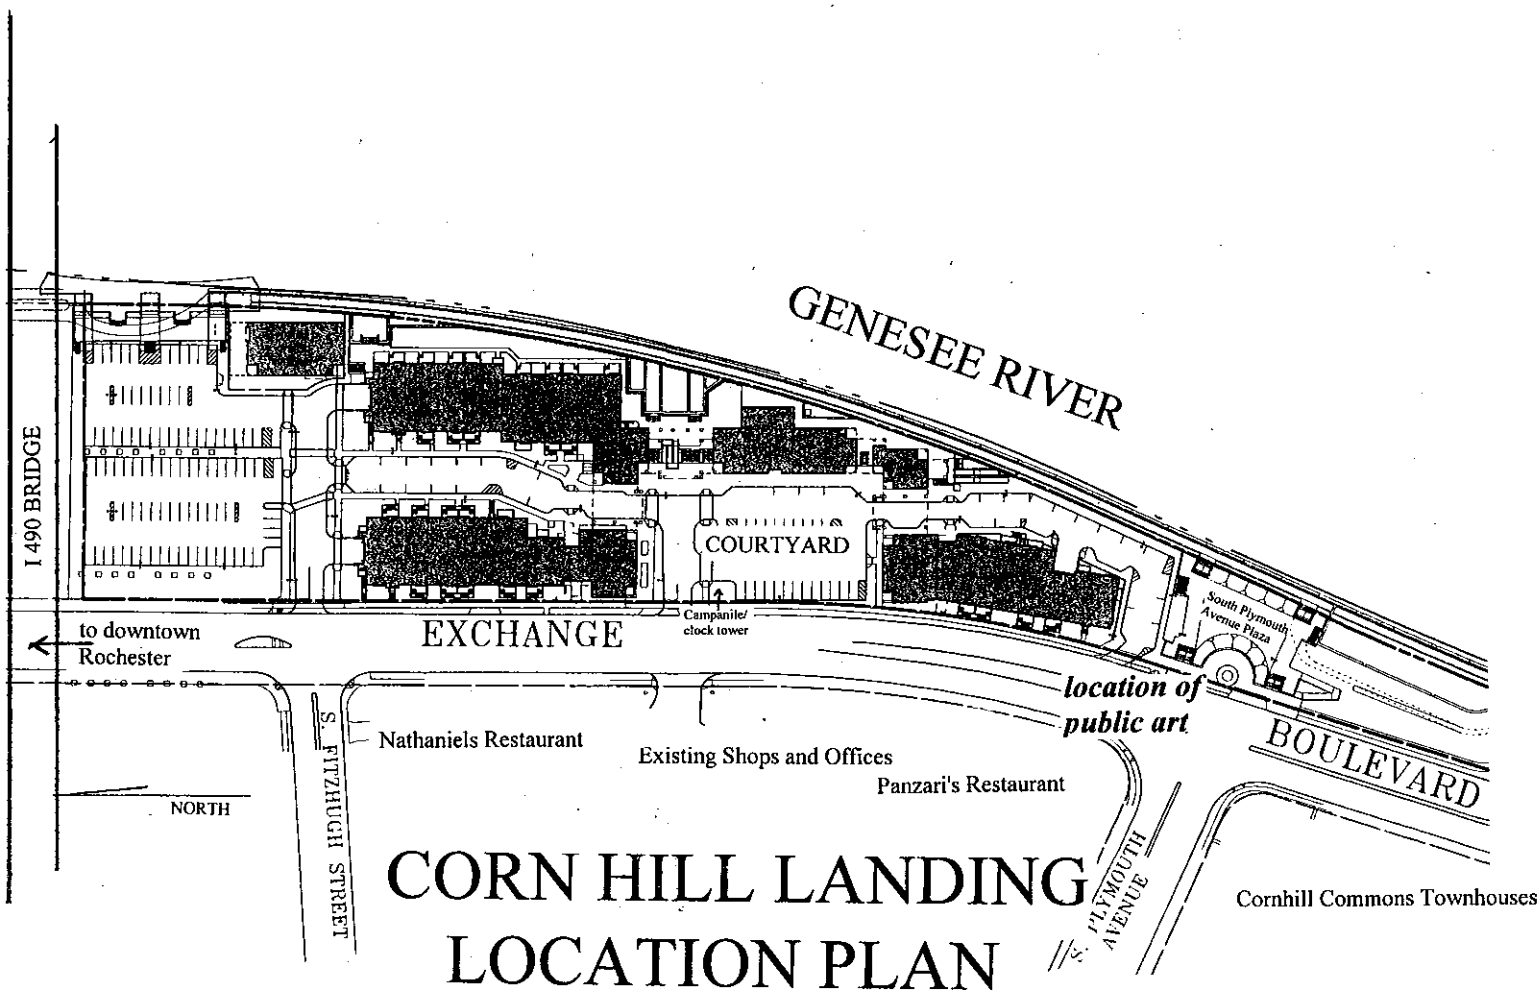 GENESEE RIVER
I 490 BRIDGE
COURTYARD
South Plymouth
Avenue Plaza
Campanile/
clock tower
to downtown
Rochester
EXCHANGE
location of
public art
BOULEVARD
S. FITZHUGH STREET
Nathaniels Restaurant
Existing Shops and Offices
Panzari's Restaurant
NORTH
S. PLYMOUTH
AVENUE
Cornhill Commons Townhouses
CORN HILL LANDING
LOCATION PLAN